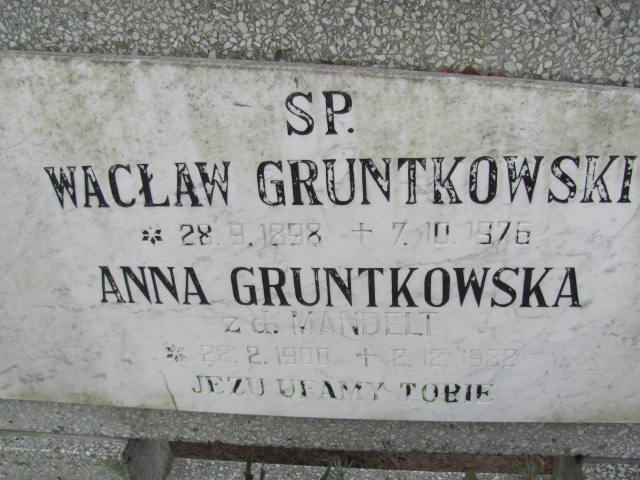 SP.
WACŁAW GRUNTKOWSKI
* 28.9.1898 + 7.10.1976
ANNA GRUNTKOWSKA
z d. MANDELT
* 22.2.1900 + 2.12.1982
JEZU UFAMY TOBIE